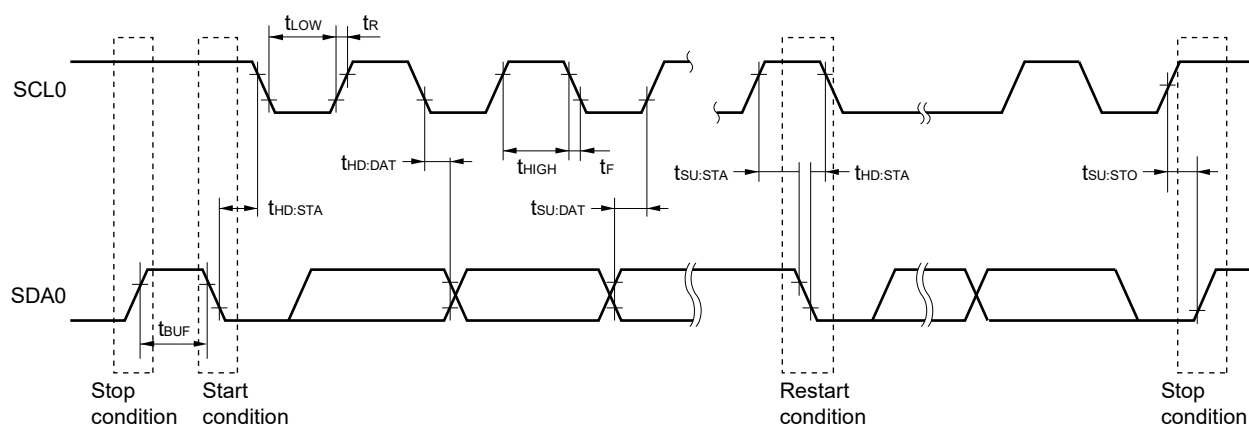 tLOW tR
SCL0
tHD:DAT tHIGH tF tSU:STA tHD:STA tSU:STO
tHD:STA tSU:DAT
SDA0
tBUF
Stop condition
Start condition
Restart condition
Stop condition